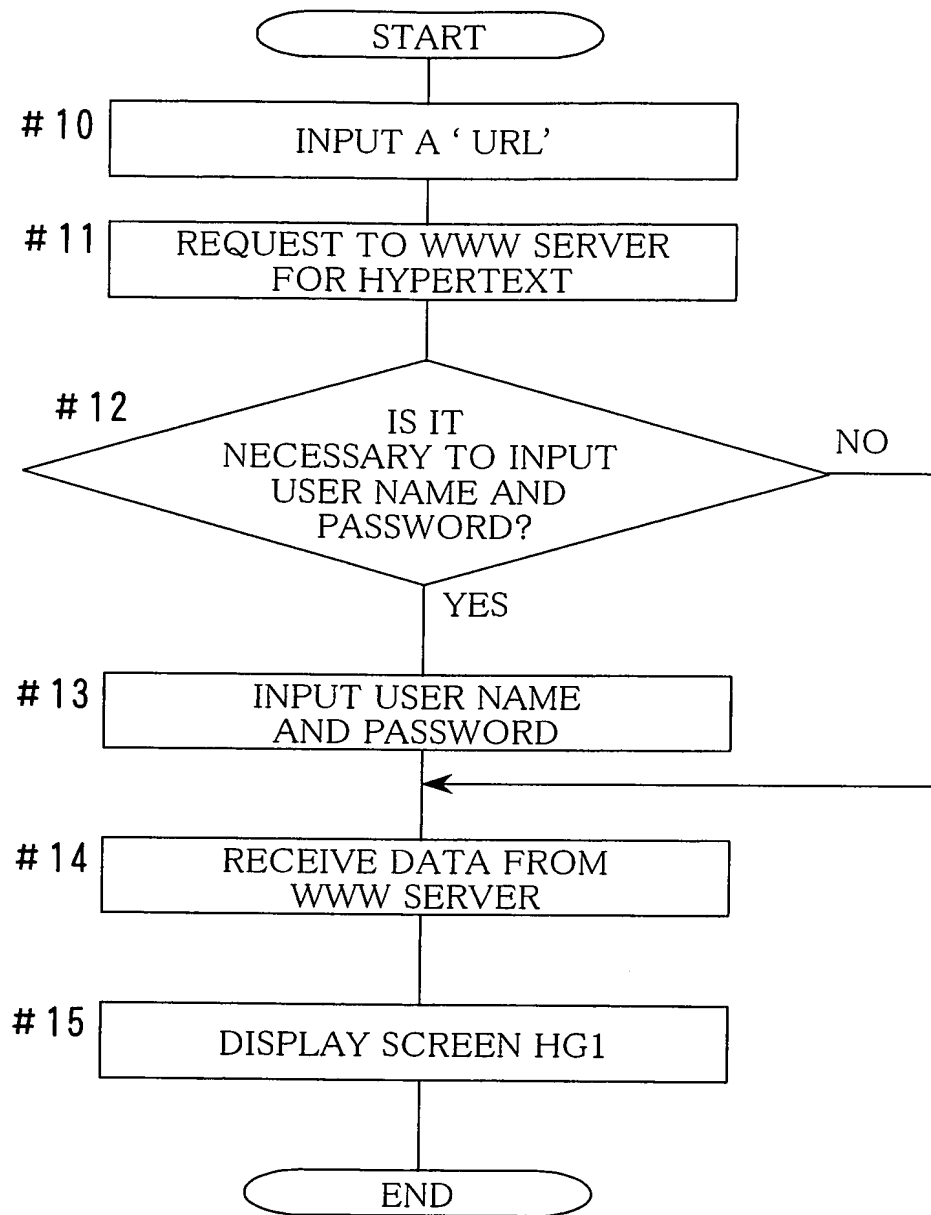 START
#10
INPUT A ‘ URL’
#11
REQUEST TO WWW SERVER
FOR HYPERTEXT
#12
IS IT
NECESSARY TO INPUT
USER NAME AND
PASSWORD?
NO
YES
#13
INPUT USER NAME
AND PASSWORD
#14
RECEIVE DATA FROM
WWW SERVER
#15
DISPLAY SCREEN HG1
END